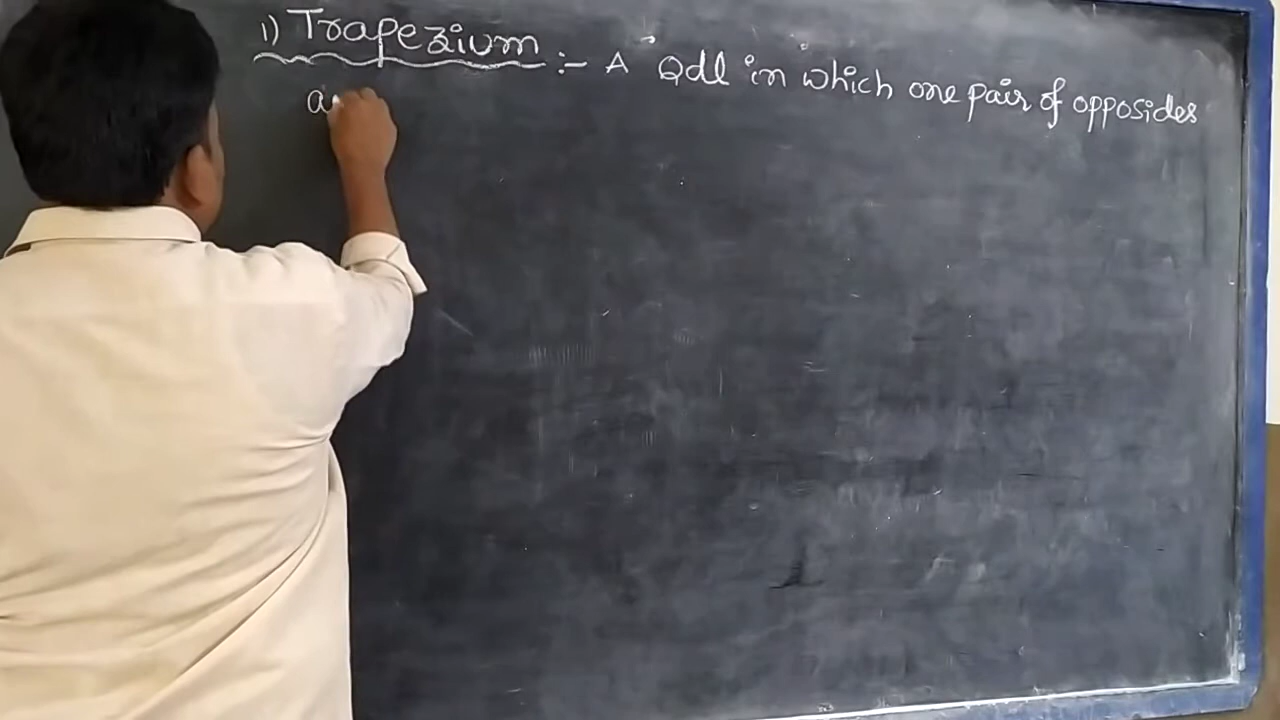 1) Trapezium :- A Qdl in which one pair of opposides
a